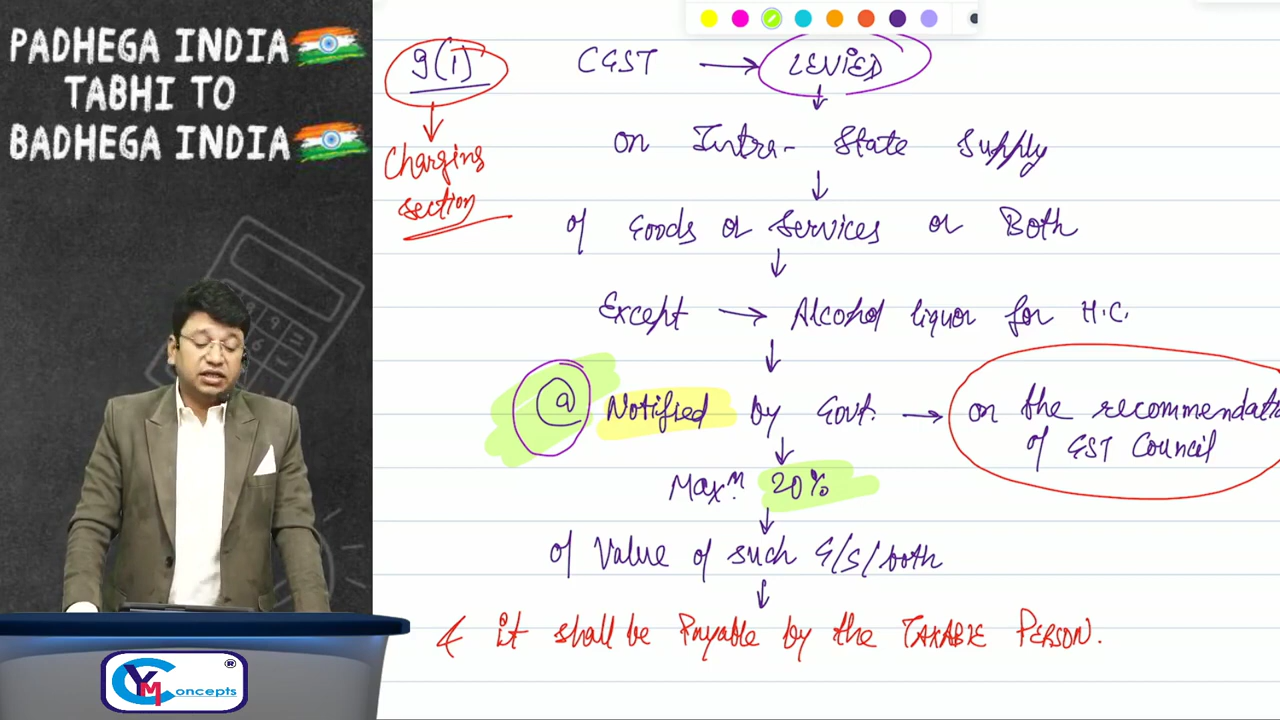 PADHEGA INDIA
TABHI TO
BADHEGA INDIA
9(1) CGST → LEVIED
Charging
section
on Intra- State Supply
of Goods or Services or Both
Except → Alcohol liquor for H.C.
@ Notified by Govt. → on the recommendati
of GST Council
Maxm. 20%
of Value of such G/S/both
& it shall be Payable by the TAXABLE PERSON.
CYM Concepts ®